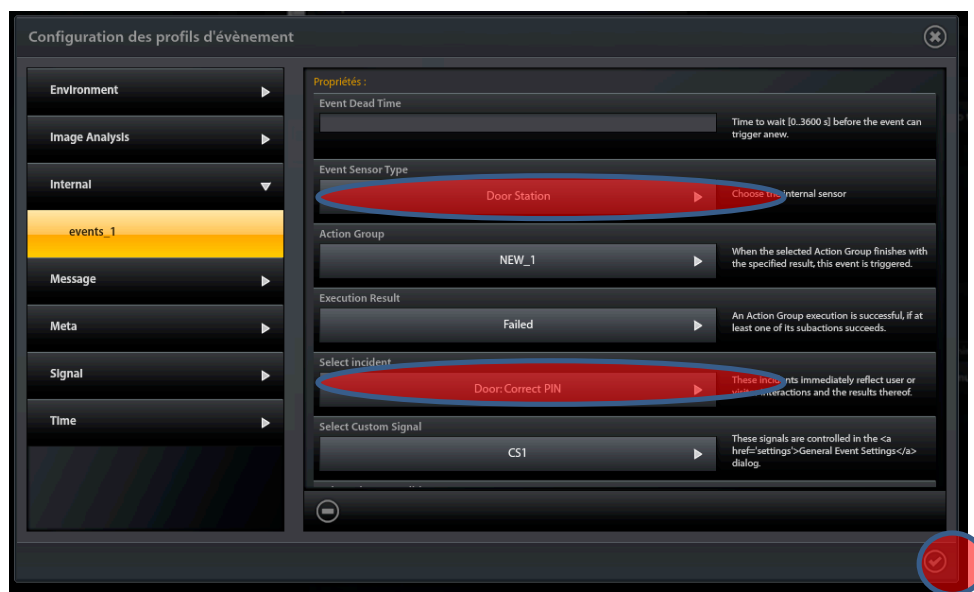 Configuration des profils d'évènement
Environment
Image Analysis
Internal
events_1
Message
Meta
Signal
Time
Propriétés :
Event Dead Time
Time to wait [0..3600 s] before the event can
trigger anew.
Event Sensor Type
Door Station
Choose the internal sensor
Action Group
NEW_1
When the selected Action Group finishes with
the specified result, this event is triggered.
Execution Result
Failed
An Action Group execution is successful, if at
least one of its subactions succeeds.
Select incident
Door: Correct PIN
These incidents immediately reflect user or
visitor interactions and the results thereof.
Select Custom Signal
CS1
These signals are controlled in the <a
href='settings'>General Event Settings</a>
dialog.